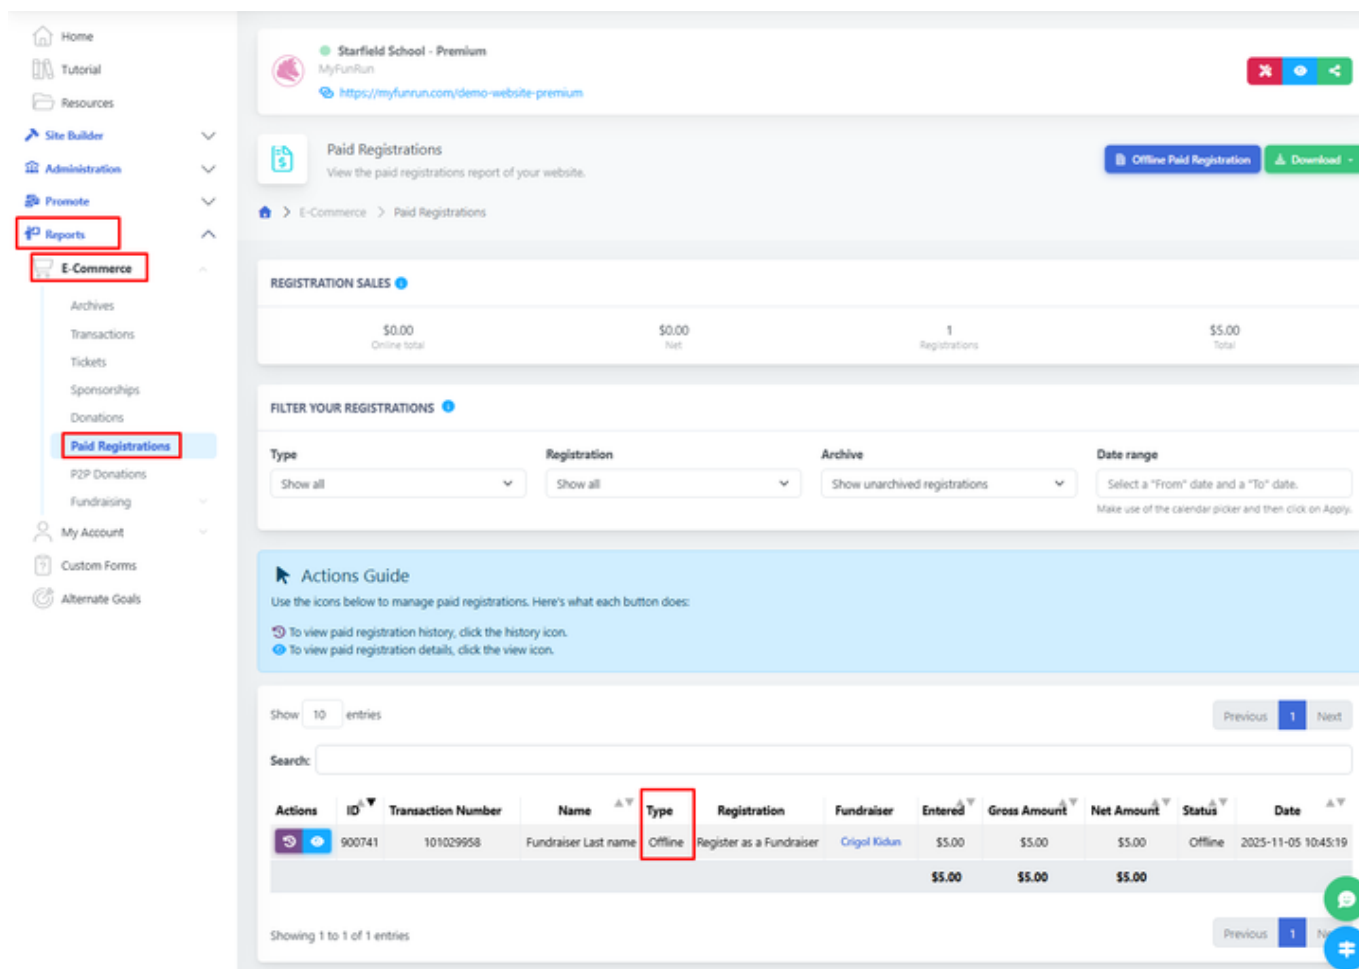 Home
Tutorial
Resources
Site Builder
Administration
Promote
Reports
E-Commerce
Archives
Transactions
Tickets
Sponsorships
Donations
Paid Registrations
P2P Donations
Fundraising
My Account
Custom Forms
Alternate Goals
Starfield School - Premium
MyFunRun
https://myfunrun.com/demo-website-premium
Paid Registrations
View the paid registrations report of your website.
Offline Paid Registration
Download
E-Commerce > Paid Registrations
REGISTRATION SALES
$0.00 $0.00 1 $5.00
Online total Net Registrations Total
FILTER YOUR REGISTRATIONS
Type Registration Archive Date range
Show all Show all Show unarchived registrations Select a "From" date and a "To" date.
Make use of the calendar picker and then click on Apply.
Actions Guide
Use the icons below to manage paid registrations. Here's what each button does:
To view paid registration history, click the history icon.
To view paid registration details, click the view icon.
Show 10 entries Previous 1 Next
Search:
Actions ID Transaction Number Name Type Registration Fundraiser Entered Gross Amount Net Amount Status Date
900741 101029958 Fundraiser Last name Offline Register as a Fundraiser Crigol Kidun $5.00 $5.00 $5.00 Offline 2025-11-05 10:45:19
$5.00 $5.00 $5.00
Showing 1 to 1 of 1 entries Previous 1